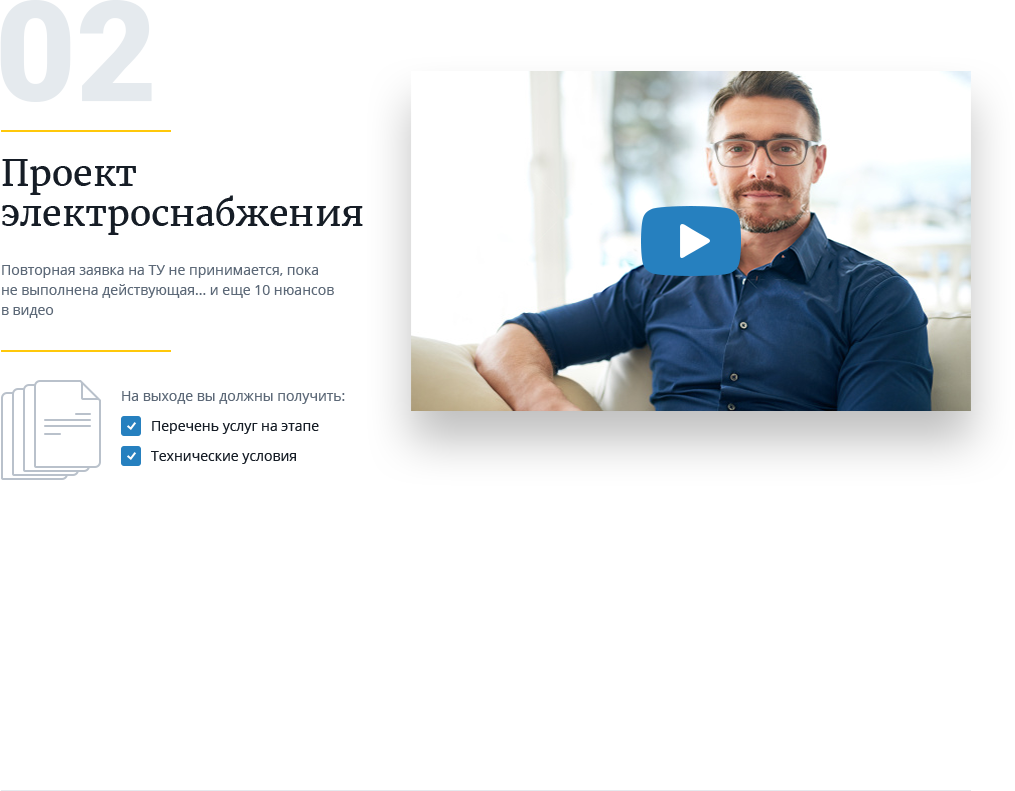 02
Проект
электроснабжения
Повторная заявка на ТУ не принимается, пока
не выполнена действующая... и еще 10 нюансов
в видео
На выходе вы должны получить:
Перечень услуг на этапе
Технические условия